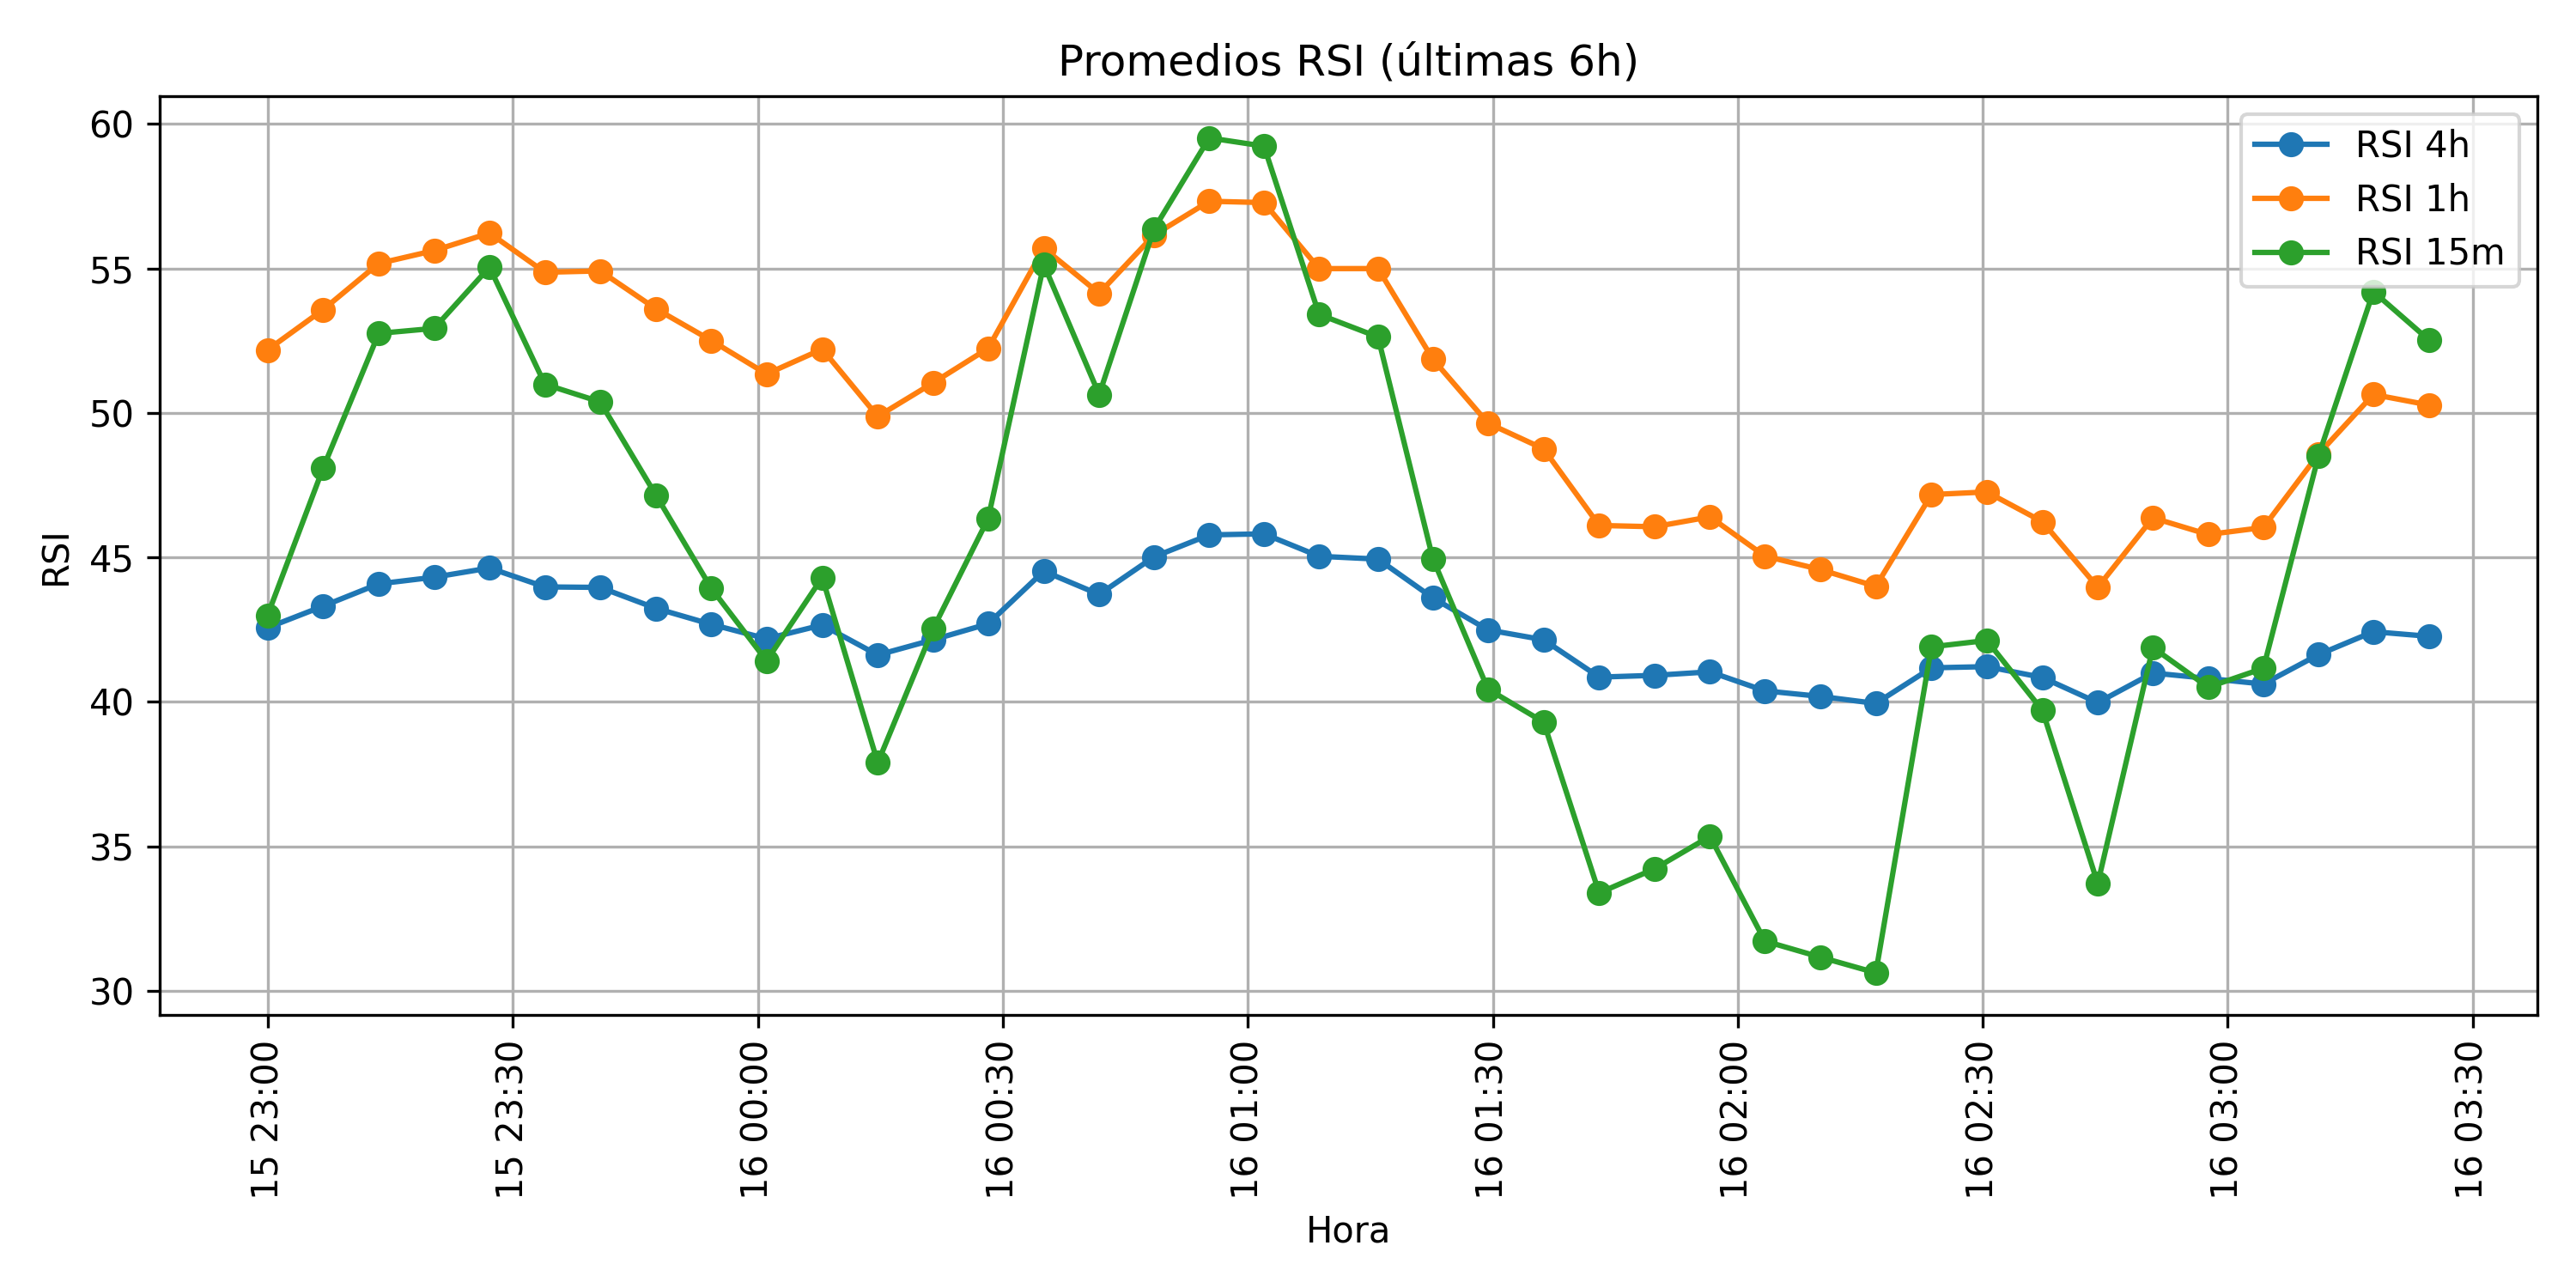 Promedios RSI (últimas 6h)
60
55
50
45
40
35
30
RSI
RSI 4h
RSI 1h
RSI 15m
15 23:00
15 23:30
16 00:00
16 00:30
16 01:00
16 01:30
16 02:00
16 02:30
16 03:00
16 03:30
Hora